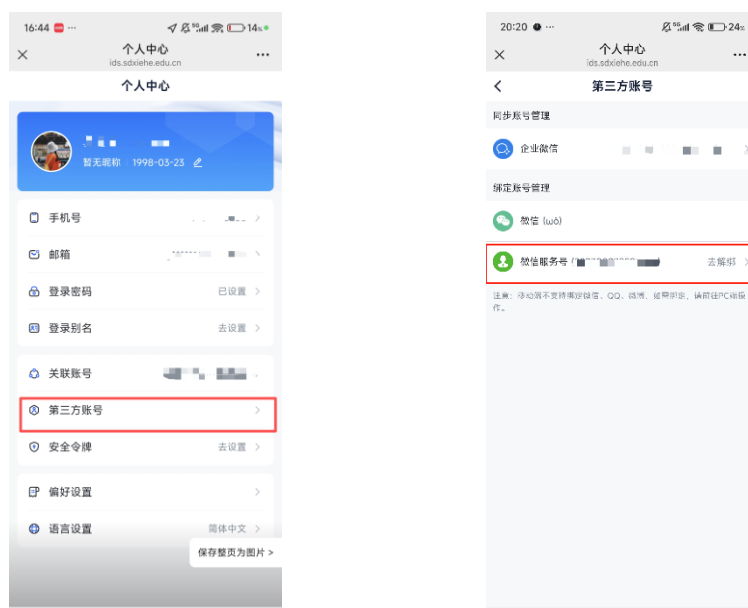 16:44 ... 14%
个人中心
ids.sdxiehe.edu.cn
个人中心
暂无昵称 1998-03-23
手机号
邮箱
登录密码 已设置
登录别名 去设置
关联账号
第三方账号
安全令牌 去设置
偏好设置
语言设置 简体中文
保存整页为图片 >
20:20 ... 24%
个人中心
ids.sdxiehe.edu.cn
第三方账号
同步账号管理
企业微信
绑定账号管理
微信 (wò)
微信服务号 去解绑
注意：移动端不支持绑定微信、QQ、微博，如需绑定，请前往PC端操
作。